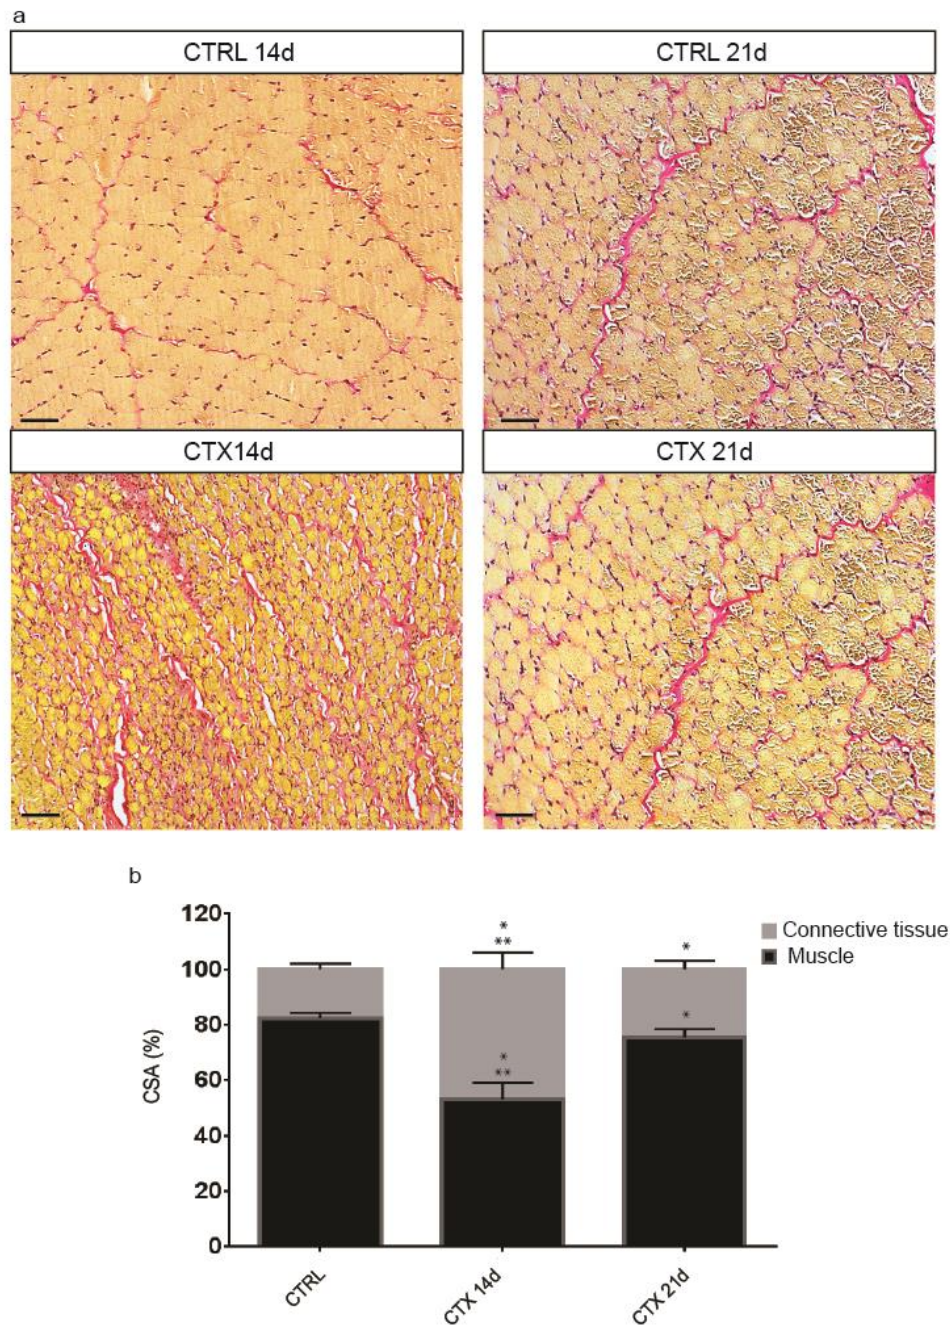 a
CTRL 14d
CTRL 21d
CTX14d
CTX 21d
b
CSA (%)
120
100
80
60
40
20
0
*
**
*
**
*
*
Connective tissue
Muscle
CTRL
CTX 14d
CTX 21d